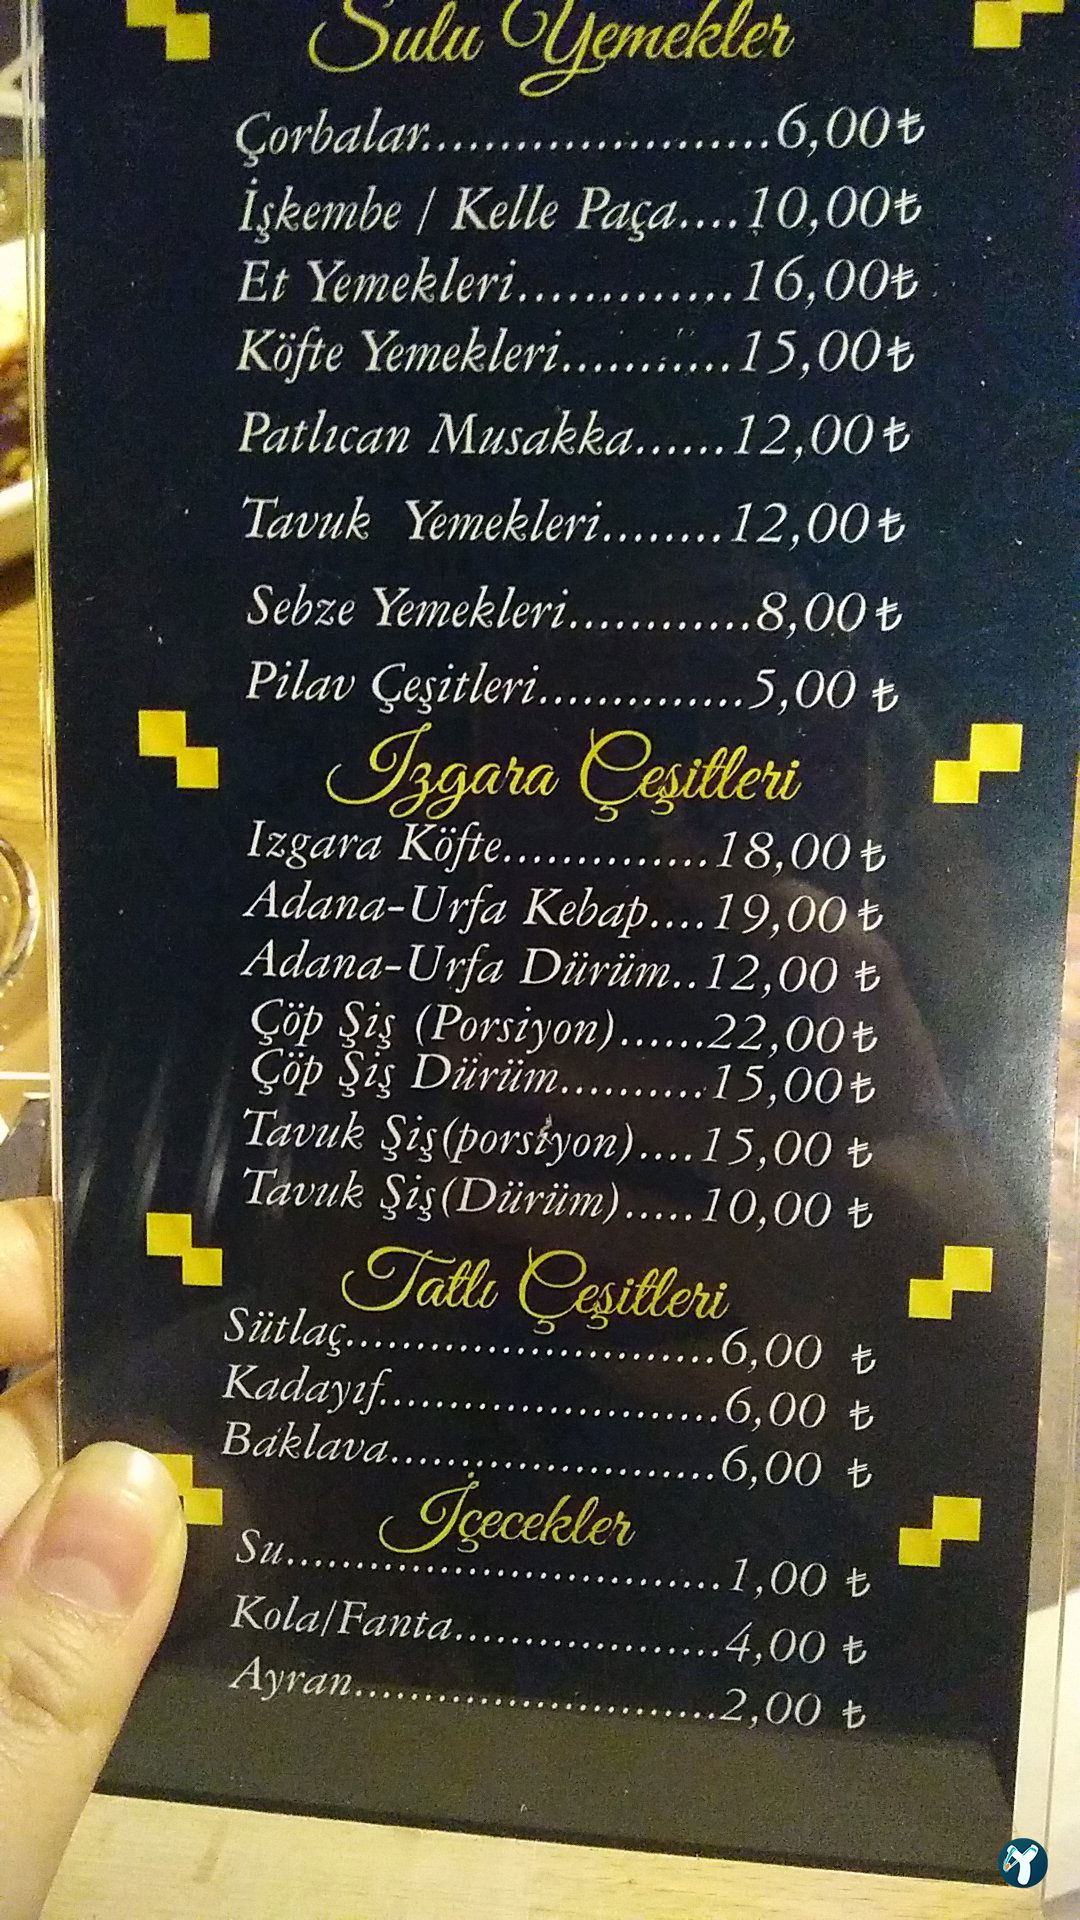 Sulu Yemekler
Çorbalar.......................6,00₺
İşkembe / Kelle Paça....10,00₺
Et Yemekleri..............16,00₺
Köfte Yemekleri...........15,00₺
Patlıcan Musakka......12,00₺
Tavuk Yemekleri........12,00₺
Sebze Yemekleri............8,00₺
Pilav Çeşitleri..............5,00 ₺
Izgara Çeşitleri
Izgara Köfte..............18,00₺
Adana-Urfa Kebap....19,00₺
Adana-Urfa Dürüm..12,00 ₺
Çöp Şiş (Porsiyon)......22,00₺
Çöp Şiş Dürüm..........15,00₺
Tavuk Şiş(porsiyon)....15,00 ₺
Tavuk Şiş(Dürüm).....10,00 ₺
Tatlı Çeşitleri
Sütlaç..........................6,00 ₺
Kadayıf........................6,00 ₺
Baklava.......................6,00 ₺
İçecekler
Su...............................1,00 ₺
Kola/Fanta...................4,00 ₺
Ayran.........................2,00 ₺